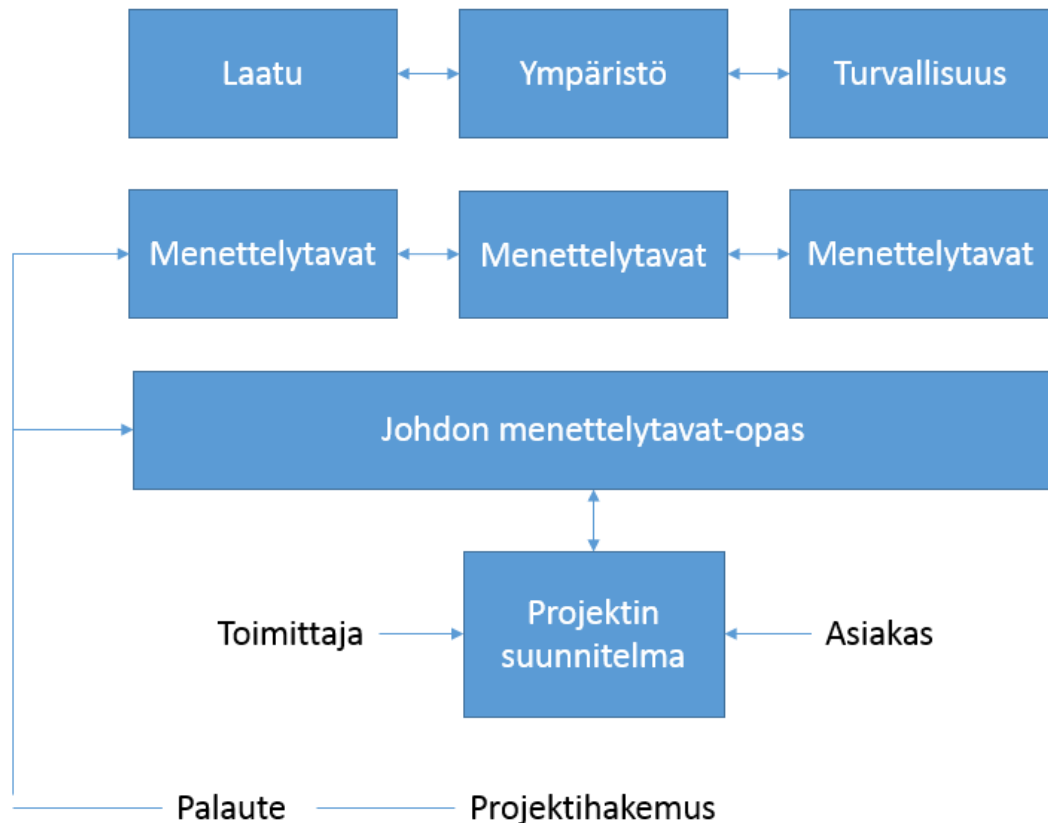 Laatu
Ympäristö
Turvallisuus
Menettelytavat
Menettelytavat
Menettelytavat
Johdon menettelytavat-opas
Toimittaja
Projektin
suunnitelma
Asiakas
Palaute
Projektihakemus